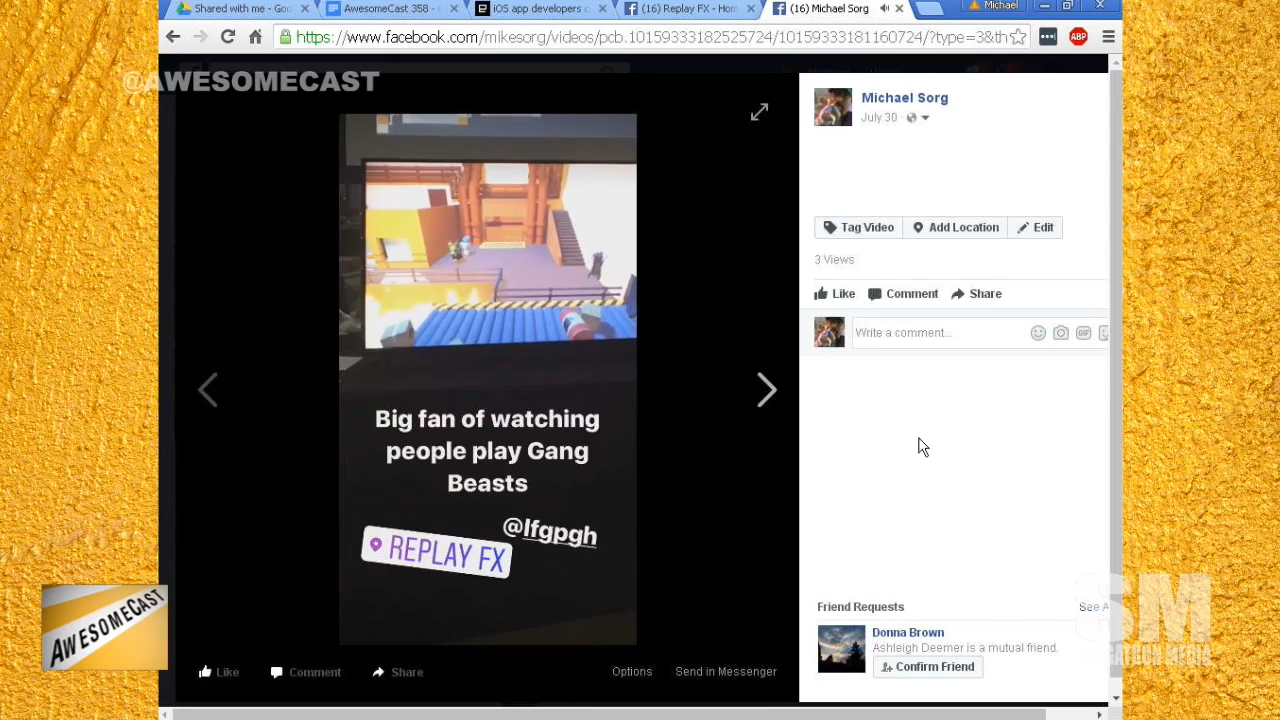 Shared with me - Goo
AwesomeCast 358 -
iOS app developers c
(16) Replay FX - Hom
(16) Michael Sorg
Michael
https://www.facebook.com/mikesorg/videos/pcb.10159333182525724/10159333181160724/?type=3&th
ABP
@AWESOMECAST
Michael Sorg
July 30
Tag Video
Add Location
Edit
3 Views
Like
Comment
Share
Write a comment...
GIF
Big fan of watching
people play Gang
Beasts
@lfgpgh
REPLAY FX
Friend Requests
See A
Donna Brown
Ashleigh Deemer is a mutual friend.
Confirm Friend
Like
Comment
Share
Options
Send in Messenger
AWESOMECAST
SM